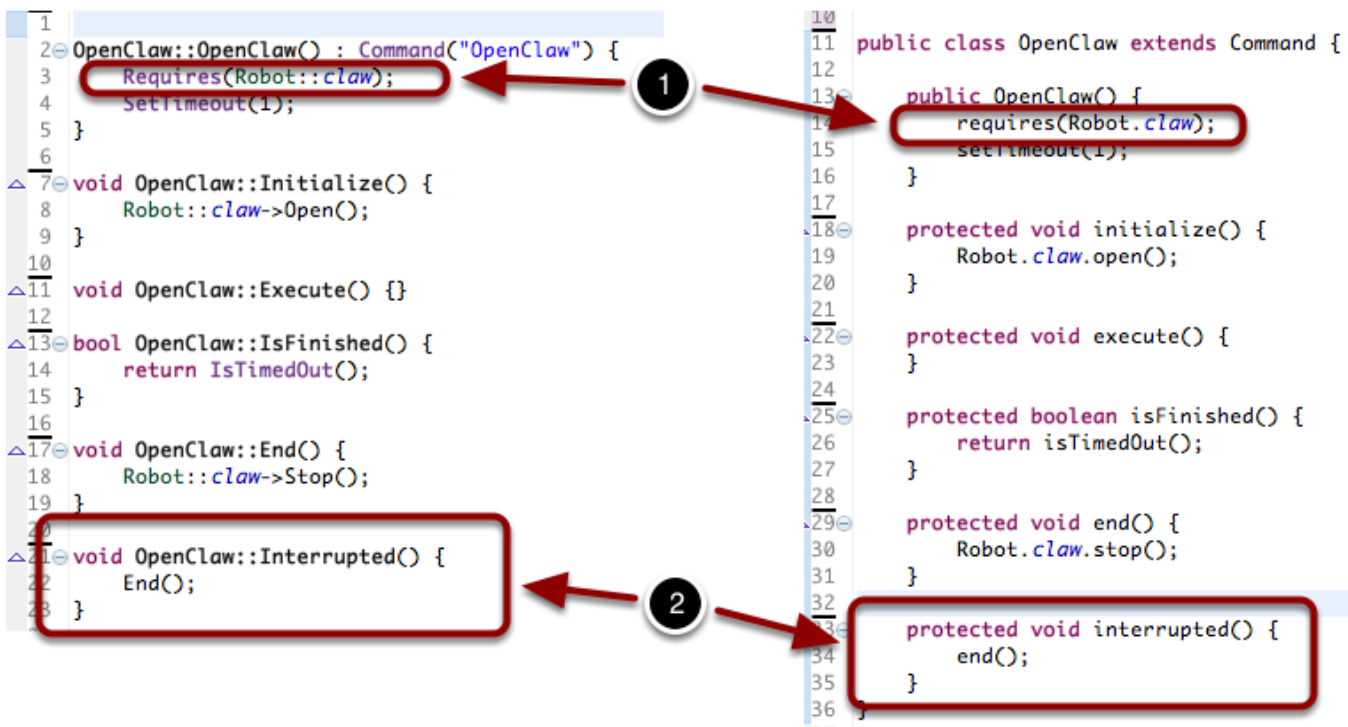 1
2 OpenClaw::OpenClaw() : Command("OpenClaw") {
3 Requires(Robot::claw);
4 SetTimeout(1);
5 }
6
7 void OpenClaw::Initialize() {
8 Robot::claw->Open();
9 }
10
11 void OpenClaw::Execute() {}
12
13 bool OpenClaw::IsFinished() {
14 return IsTimedOut();
15 }
16
17 void OpenClaw::End() {
18 Robot::claw->Stop();
19 }
20
21 void OpenClaw::Interrupted() {
22 End();
23 }
1
2
10
11 public class OpenClaw extends Command {
12
13 public OpenClaw() {
14 requires(Robot.claw);
15 setTimeout(1);
16 }
17
18 protected void initialize() {
19 Robot.claw.open();
20 }
21
22 protected void execute() {
23 }
24
25 protected boolean isFinished() {
26 return isTimedOut();
27 }
28
29 protected void end() {
30 Robot.claw.stop();
31 }
32
33 protected void interrupted() {
34 end();
35 }
36 }